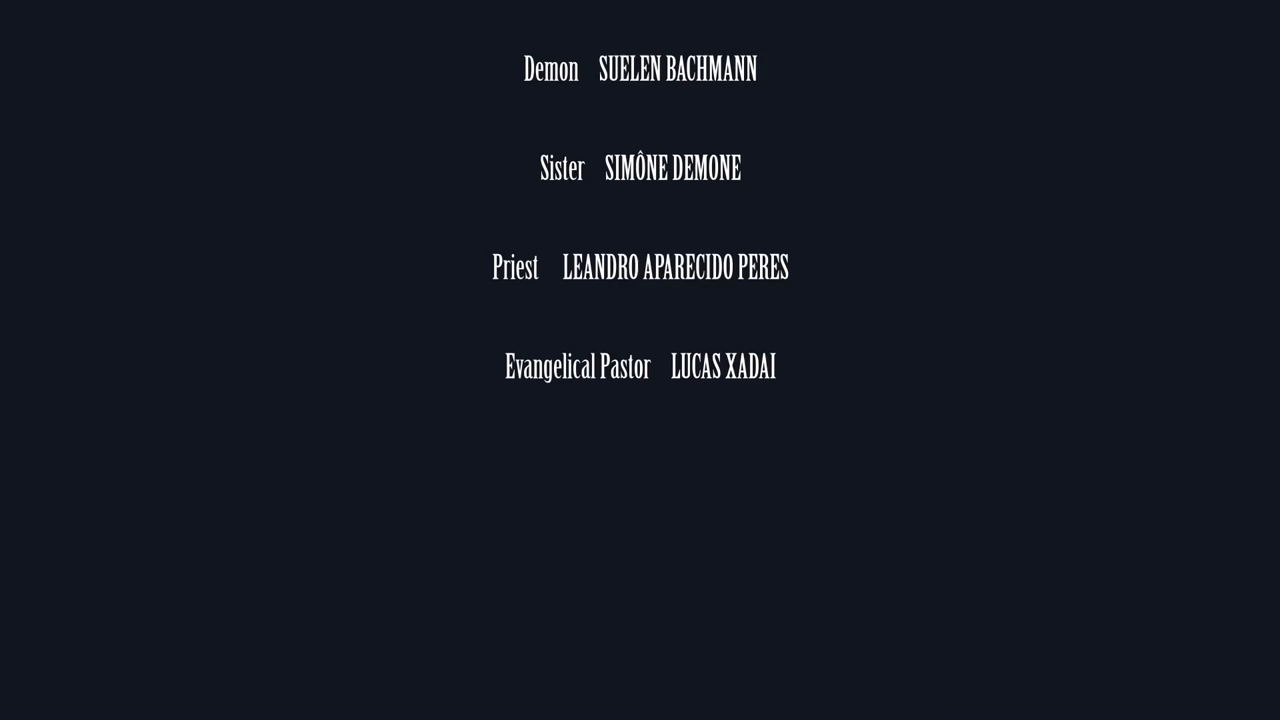 Demon SUELEN BACHMANN
Sister SIMÔNE DEMONE
Priest LEANDRO APARECIDO PERES
Evangelical Pastor LUCAS XADAI